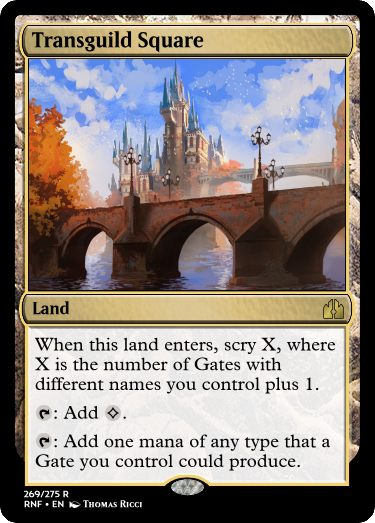 Transguild Square
Land
When this land enters, scry X, where
X is the number of Gates with
different names you control plus 1.
: Add .
: Add one mana of any type that a
Gate you control could produce.
269/275 R
RNF • EN Thomas Ricci